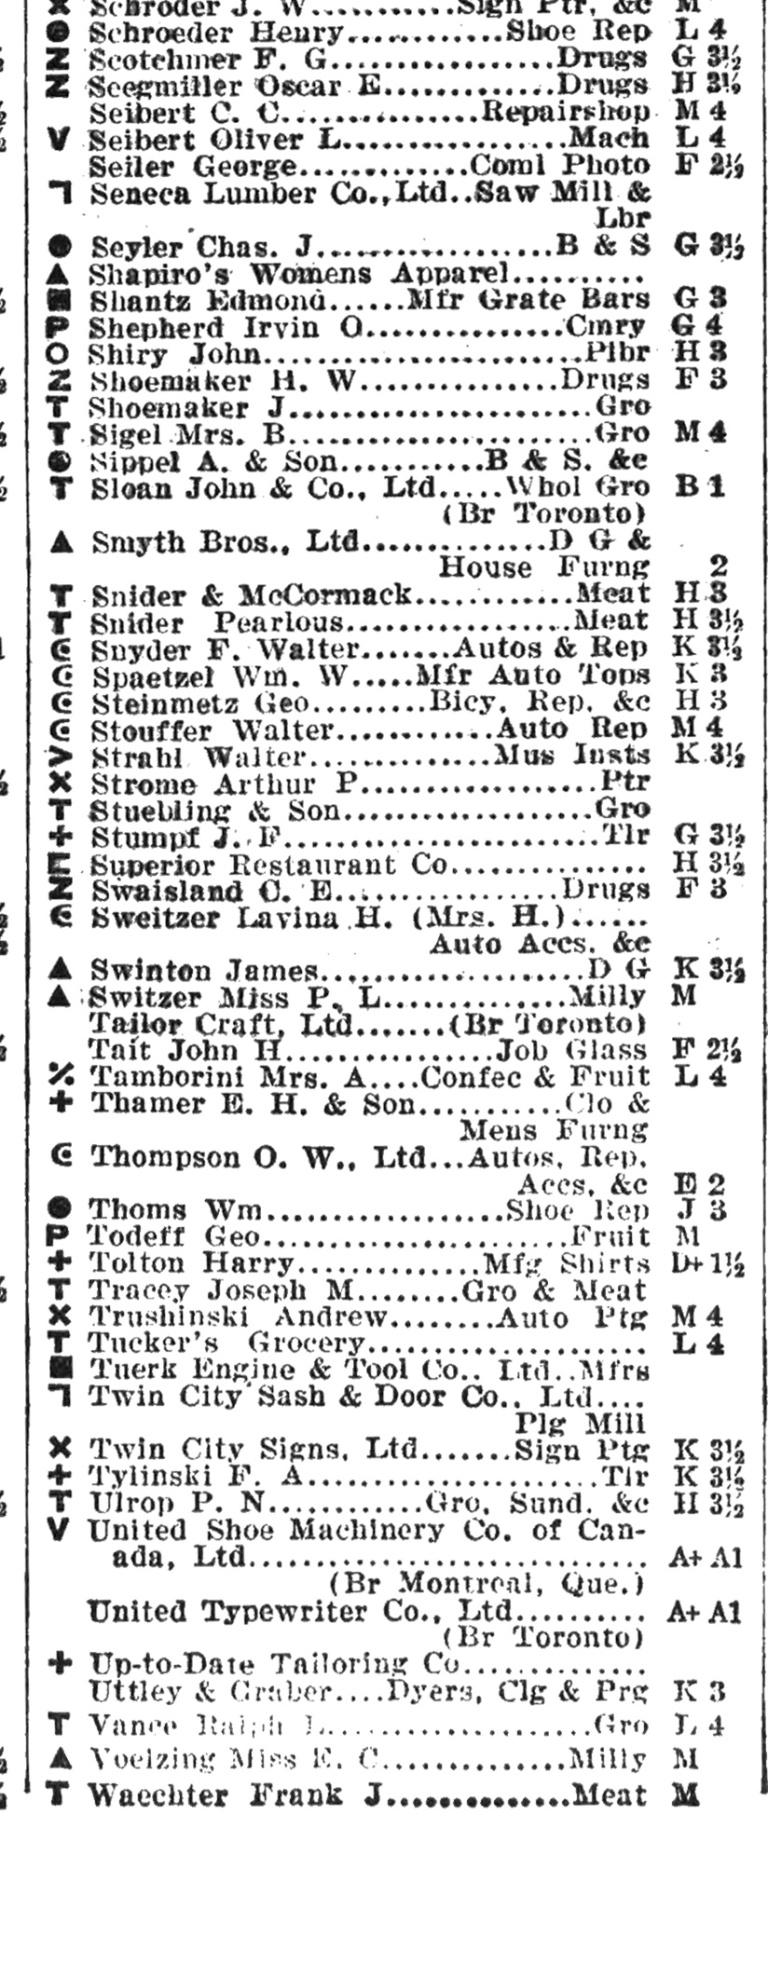 ✕ Schroder J. W............Sign Ptr, &c M
● Schroeder Henry............Shoe Rep L 4
Z Scotchmer F. G..................Drugs G 3½
Z Scegmiller Oscar E.............Drugs H 3½
Seibert C. C...............Repairshop M 4
V Seibert Oliver L..................Mach L 4
Seiler George.............Coml Photo F 2½
ㄱ Seneca Lumber Co., Ltd..Saw Mill &
Lbr
● Seyler Chas. J...................B & S G 3½
▲ Shapiro's Womens Apparel..........
■ Shantz Edmond......Mfr Grate Bars G 3
P Shepherd Irvin O...............Cmry G 4
O Shiry John.........................Plbr H 3
Z Shoemaker H. W..............Drugs F 3
T Shoemaker J.......................Gro
T Sigel Mrs. B......................Gro M 4
● Sippel A. & Son...........B & S. &c
T Sloan John & Co., Ltd.....Whol Gro B 1
(Br Toronto)
▲ Smyth Bros., Ltd..............D G &
House Furng 2
T Snider & McCormack............Meat H 3
T Snider Pearlous.................Meat H 3½
Є Snyder F. Walter.......Autos & Rep K 3½
Є Spaetzel Wm. W.....Mfr Auto Tops K 3
Є Steinmetz Geo.........Bicy, Rep, &c H 3
Є Stouffer Walter...........Auto Rep M 4
> Strahl Walter.............Mus Insts K 3½
✕ Strome Arthur P..................Ptr
T Stuebling & Son...................Gro
+ Stumpf J. F........................Tlr G 3½
E Superior Restaurant Co............... H 3½
Z Swaisland C. E.................Drugs F 3
Є Sweitzer Lavina H. (Mrs. H.)......
Auto Accs. &c
▲ Swinton James....................D G K 3½
▲ Switzer Miss P. L..............Milly M
Tailor Craft, Ltd.......(Br Toronto)
Tait John H................Job Glass F 2½
٪ Tamborini Mrs. A....Confec & Fruit L 4
+ Thamer E. H. & Son...........Clo &
Mens Furng
Є Thompson O. W., Ltd...Autos, Rep,
Accs, &c E 2
● Thoms Wm..................Shoe Rep J 3
P Todeff Geo.......................Fruit M
+ Tolton Harry..............Mfg Shirts D+ 1½
T Tracey Joseph M........Gro & Meat
✕ Trushinski Andrew........Auto Ptg M 4
T Tucker's Grocery..................... L 4
■ Tuerk Engine & Tool Co., Ltd..Mfrs
ㄱ Twin City Sash & Door Co., Ltd....
Plg Mill
✕ Twin City Signs, Ltd.......Sign Ptg K 3½
+ Tylinski F. A......................Tlr K 3½
T Ulrop P. N............Gro, Sund. &c H 3½
V United Shoe Machinery Co. of Can-
ada, Ltd.............................. A+ A1
(Br Montreal, Que.)
United Typewriter Co., Ltd.......... A+ A1
(Br Toronto)
+ Up-to-Date Tailoring Co..............
Uttley & Graber....Dyers, Clg & Prg K 3
T Vance Ralph L....................Gro L 4
▲ Voelzing Miss E. C..............Milly M
T Waechter Frank J..............Meat M